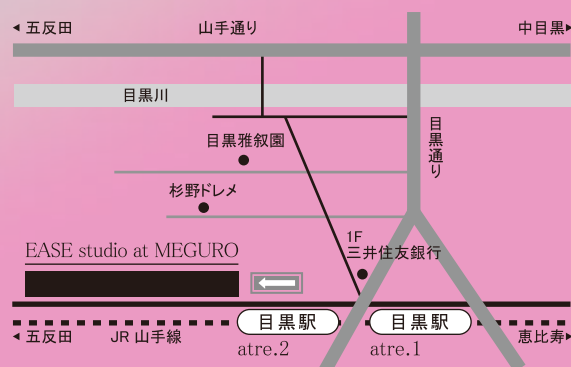 五反田
山手通り
中目黒
目黒川
目黒通り
目黒雅叙園
杉野ドレメ
1F
三井住友銀行
EASE studio at MEGURO
目黒駅
目黒駅
五反田
JR 山手線
atre.2
atre.1
恵比寿